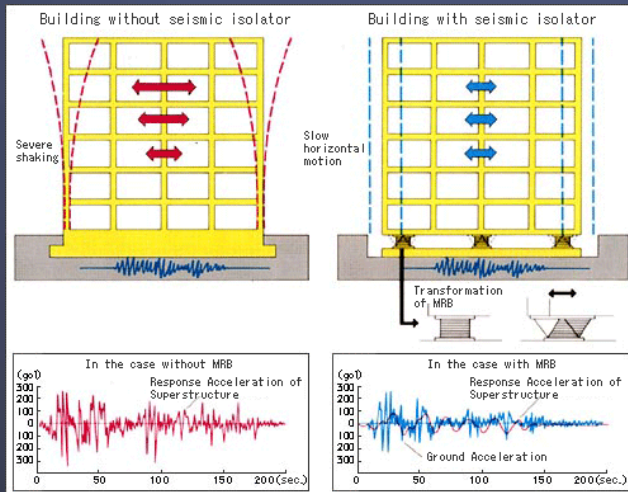 Building without seismic isolator
Severe
shaking
In the case without MRB
(gal)
Response Acceleration of
Superstructure
300
200
100
0
100
200
300
0
50
100
150
200(sec.)
Building with seismic isolator
Slow
horizontal
motion
Transformation
of MRB
In the case with MRB
(gal)
Response Acceleration of
Superstructure
Ground Acceleration
300
200
100
0
100
200
300
0
50
100
150
200(sec.)